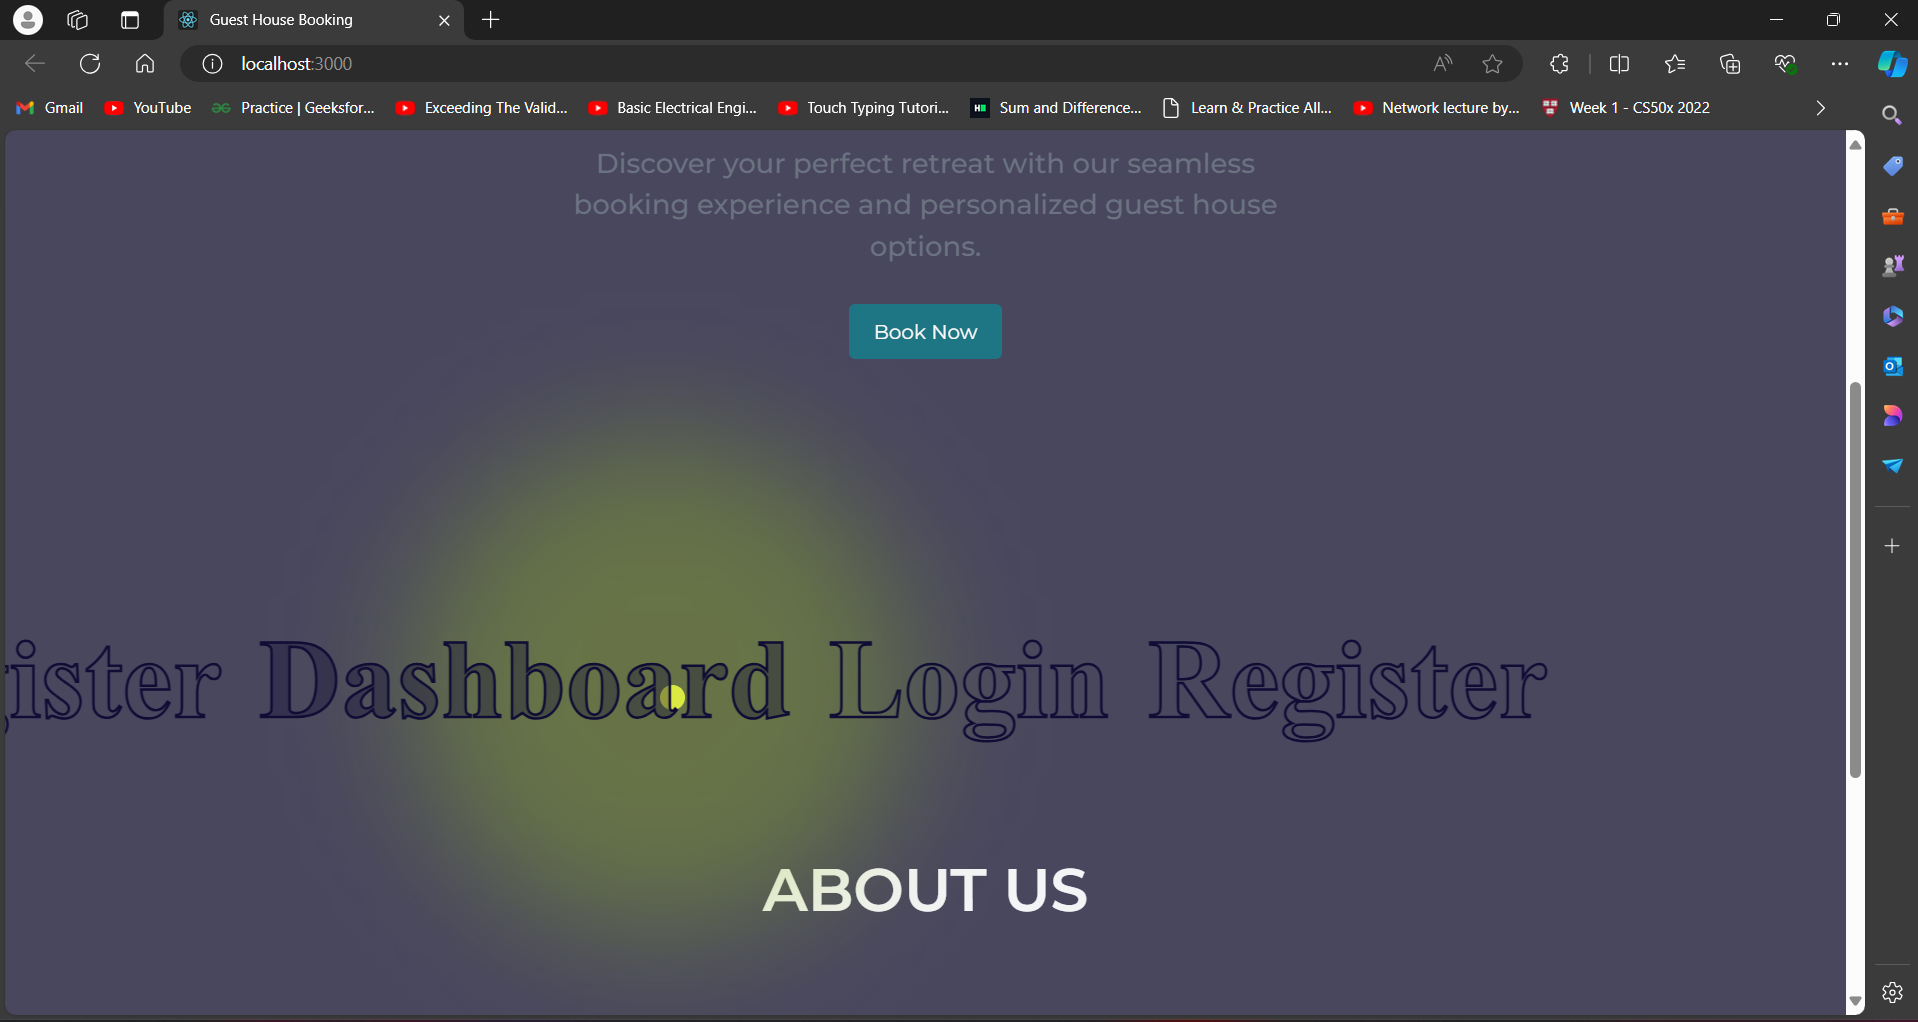 Guest House Booking
localhost:3000
Gmail YouTube Practice | Geeksfor... Exceeding The Valid... Basic Electrical Engi... Touch Typing Tutori... Sum and Difference... Learn & Practice All... Network lecture by... Week 1 - CS50x 2022
Discover your perfect retreat with our seamless
booking experience and personalized guest house
options.
Book Now
gister Dashboard Login Register
ABOUT US